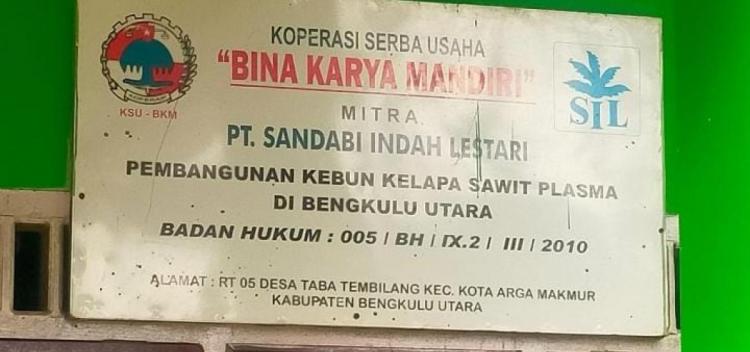 KOPERASI SERBA USAHA
"BINA KARYA MANDIRI"
KSU - BKM
SIL
MITRA
PT. SANDABI INDAH LESTARI
PEMBANGUNAN KEBUN KELAPA SAWIT PLASMA
DI BENGKULU UTARA
BADAN HUKUM : 005 / BH / IX.2 / III / 2010
ALAMAT : RT 05 DESA TABA TEMBILANG KEC. KOTA ARGA MAKMUR
KABUPATEN BENGKULU UTARA